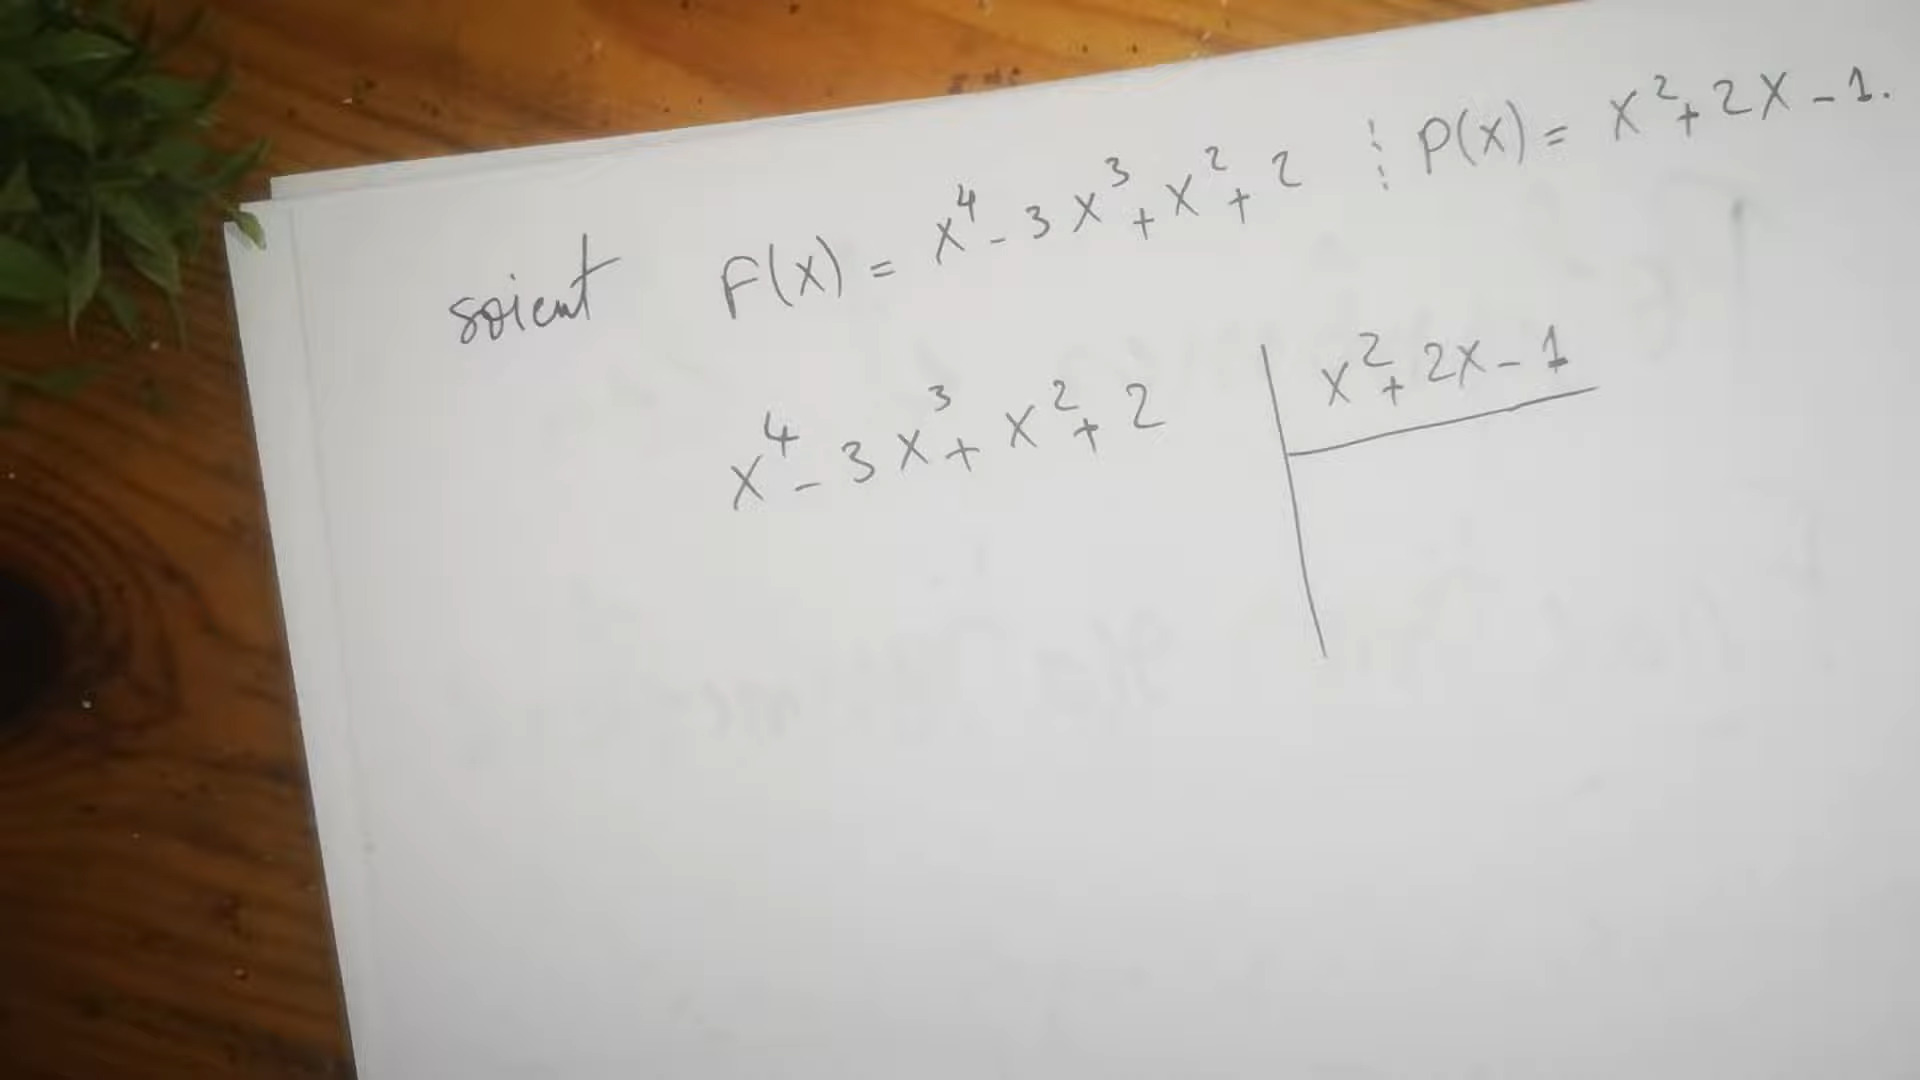 soient F(x) = x⁴ - 3x³ + x² + 2 ⋮ P(x) = x² + 2x - 1.
x⁴ - 3x³ + x² + 2 | x² + 2x - 1